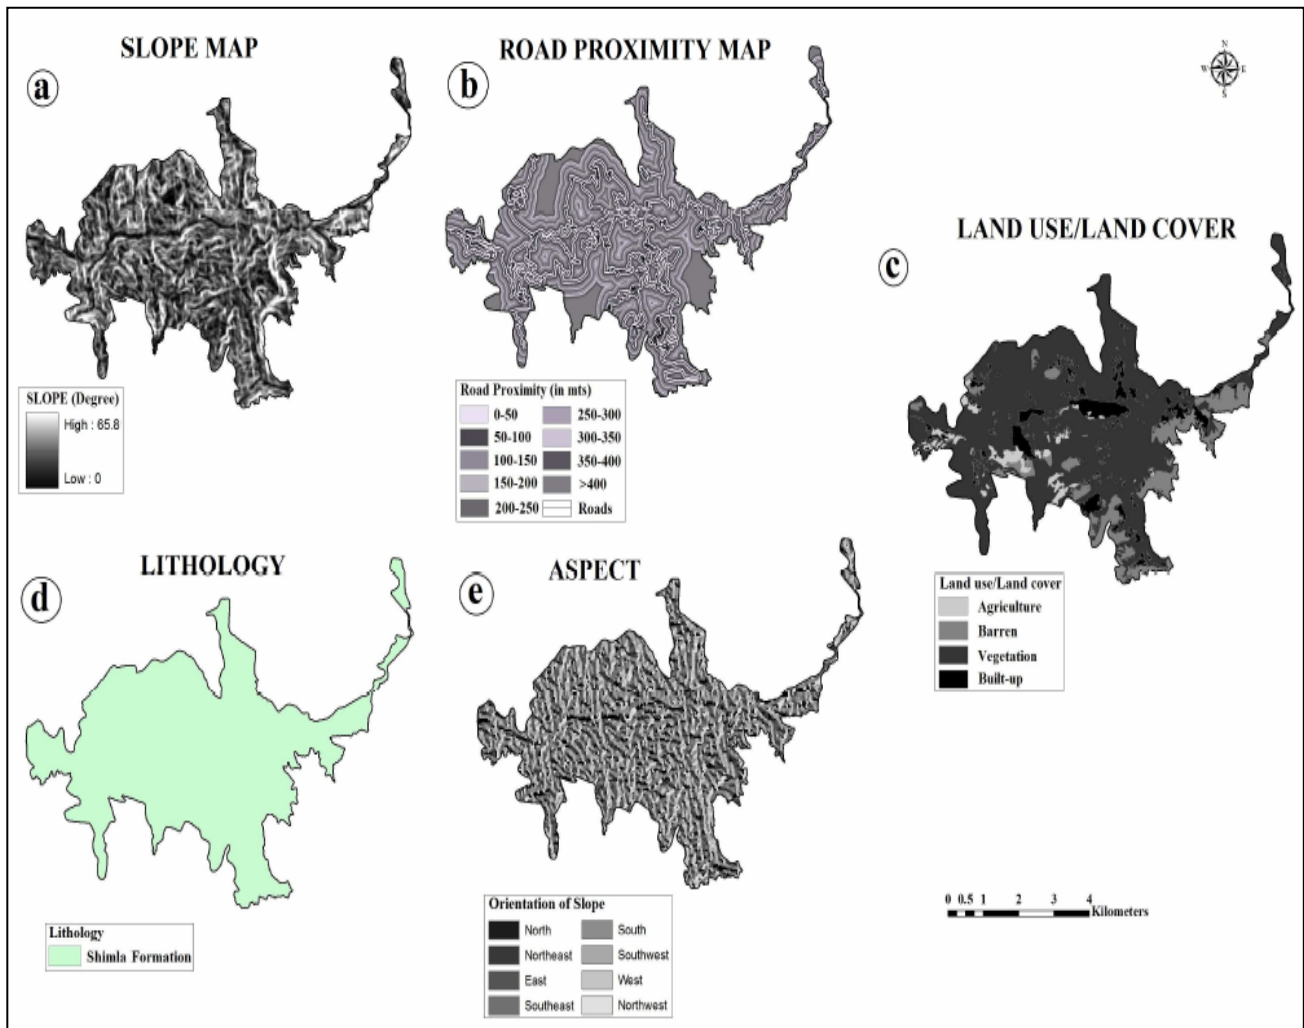 SLOPE MAP
a
SLOPE (Degree)
High : 65.8
Low : 0
ROAD PROXIMITY MAP
b
Road Proximity (in mts)
0-50
50-100
100-150
150-200
200-250
250-300
300-350
350-400
>400
Roads
N
W E
S
LAND USE/LAND COVER
c
Land use/Land cover
Agriculture
Barren
Vegetation
Built-up
LITHOLOGY
d
Lithology
Shimla Formation
ASPECT
e
Orientation of Slope
North
Northeast
East
Southeast
South
Southwest
West
Northwest
0 0.5 1 2 3 4
Kilometers